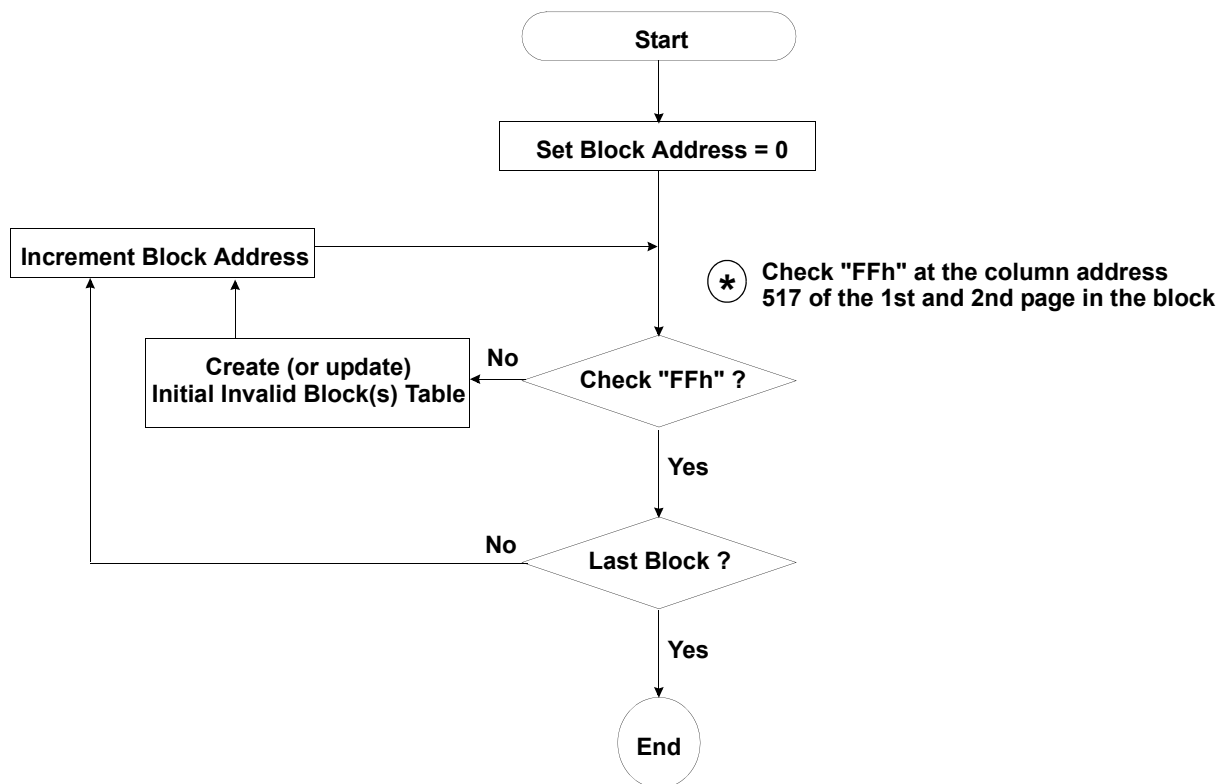 Start
Set Block Address = 0
Increment Block Address
*
Check "FFh" at the column address
517 of the 1st and 2nd page in the block
No
Create (or update)
Initial Invalid Block(s) Table
Check "FFh" ?
Yes
No
Last Block ?
Yes
End